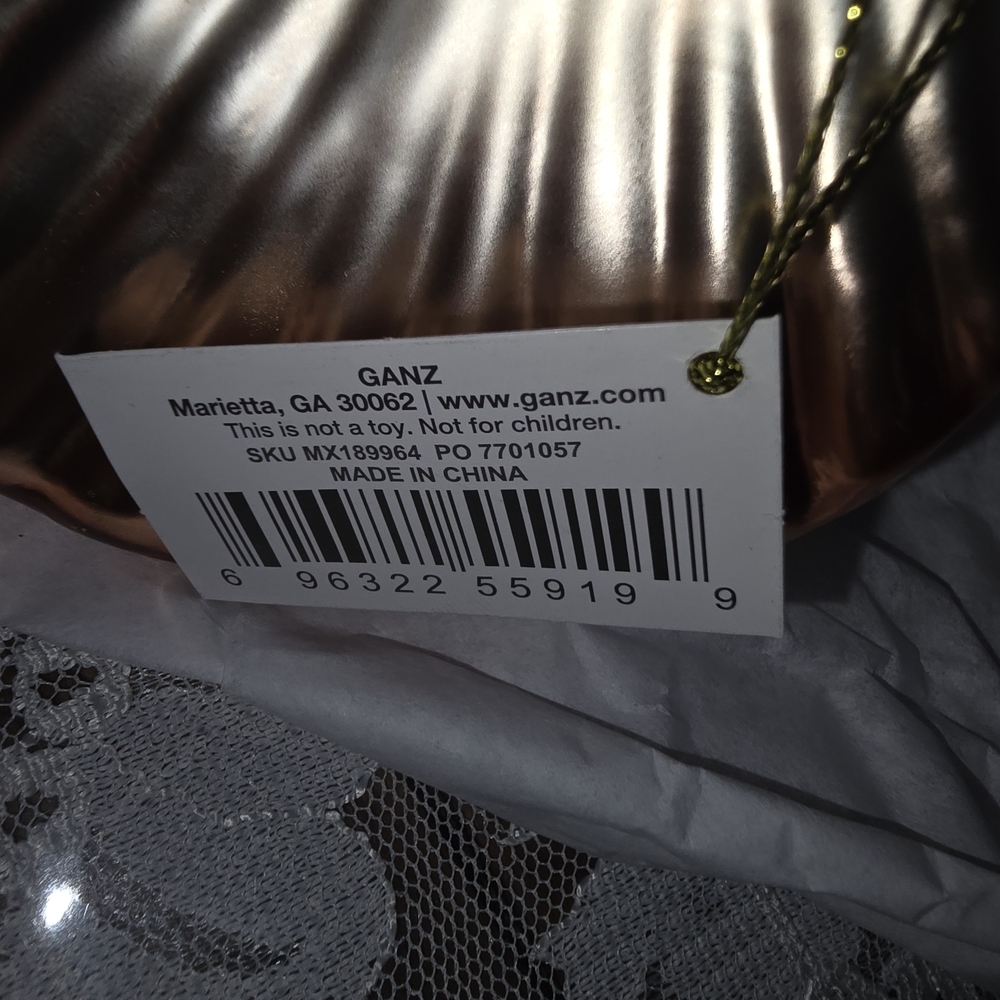 GANZ
Marietta, GA 30062 | www.ganz.com
This is not a toy. Not for children.
SKU MX189964 PO 7701057
MADE IN CHINA
6 96322 55919 9